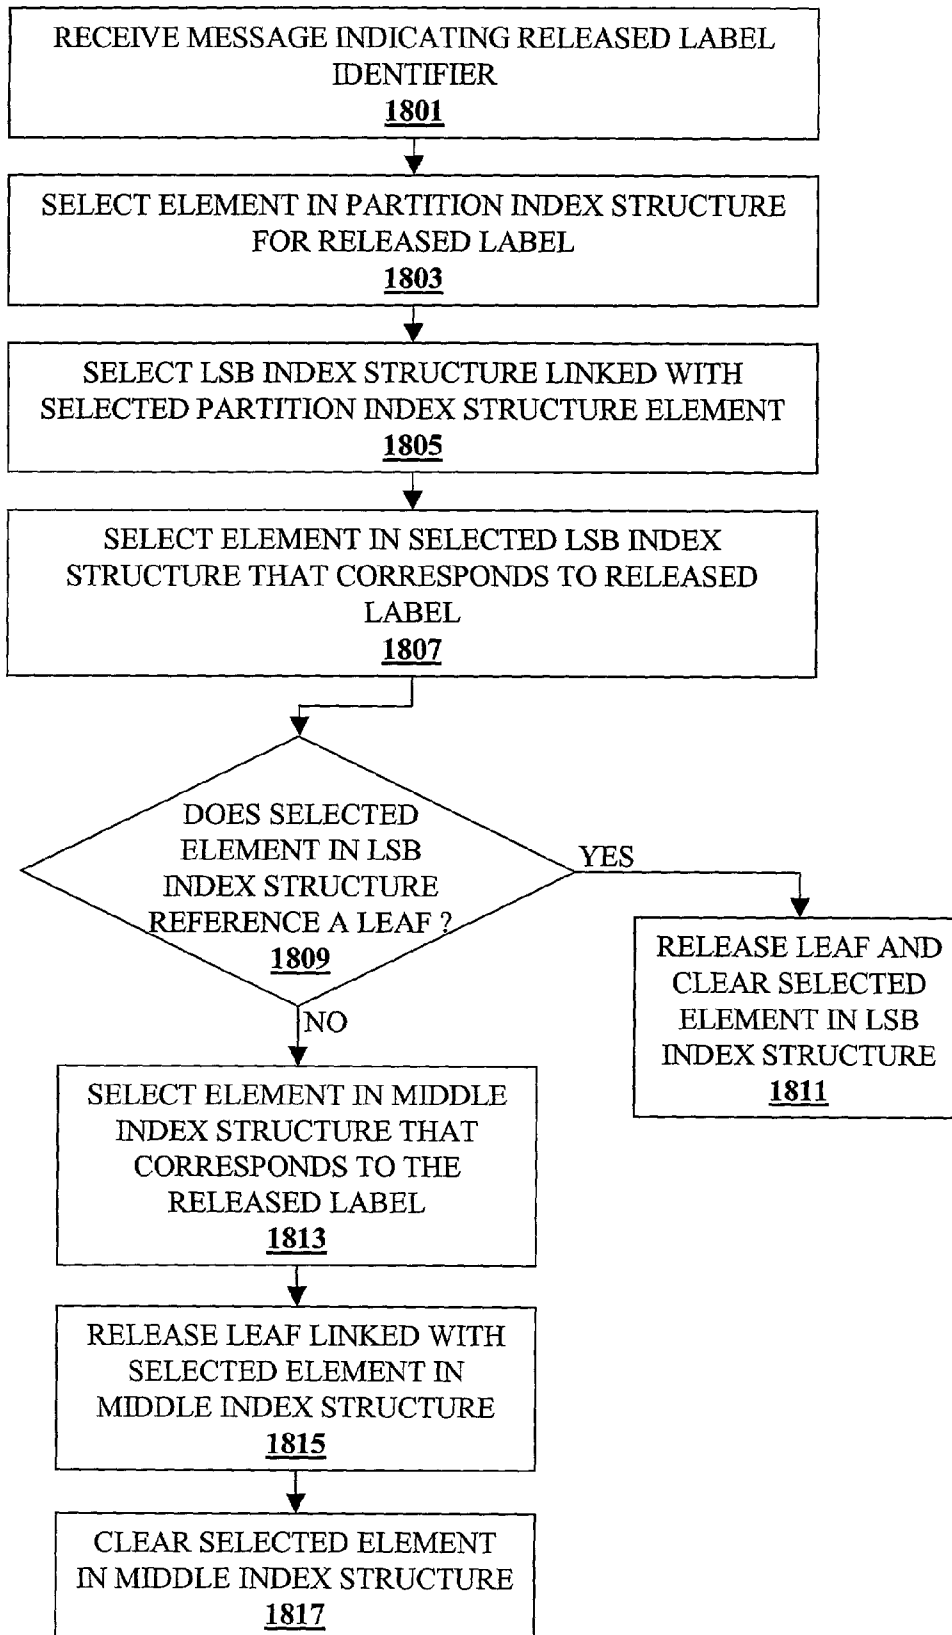 RECEIVE MESSAGE INDICATING RELEASED LABEL
IDENTIFIER
1801
SELECT ELEMENT IN PARTITION INDEX STRUCTURE
FOR RELEASED LABEL
1803
SELECT LSB INDEX STRUCTURE LINKED WITH
SELECTED PARTITION INDEX STRUCTURE ELEMENT
1805
SELECT ELEMENT IN SELECTED LSB INDEX
STRUCTURE THAT CORRESPONDS TO RELEASED
LABEL
1807
DOES SELECTED
ELEMENT IN LSB
INDEX STRUCTURE
REFERENCE A LEAF ?
1809
YES
RELEASE LEAF AND
CLEAR SELECTED
ELEMENT IN LSB
INDEX STRUCTURE
1811
NO
SELECT ELEMENT IN MIDDLE
INDEX STRUCTURE THAT
CORRESPONDS TO THE
RELEASED LABEL
1813
RELEASE LEAF LINKED WITH
SELECTED ELEMENT IN
MIDDLE INDEX STRUCTURE
1815
CLEAR SELECTED ELEMENT
IN MIDDLE INDEX STRUCTURE
1817